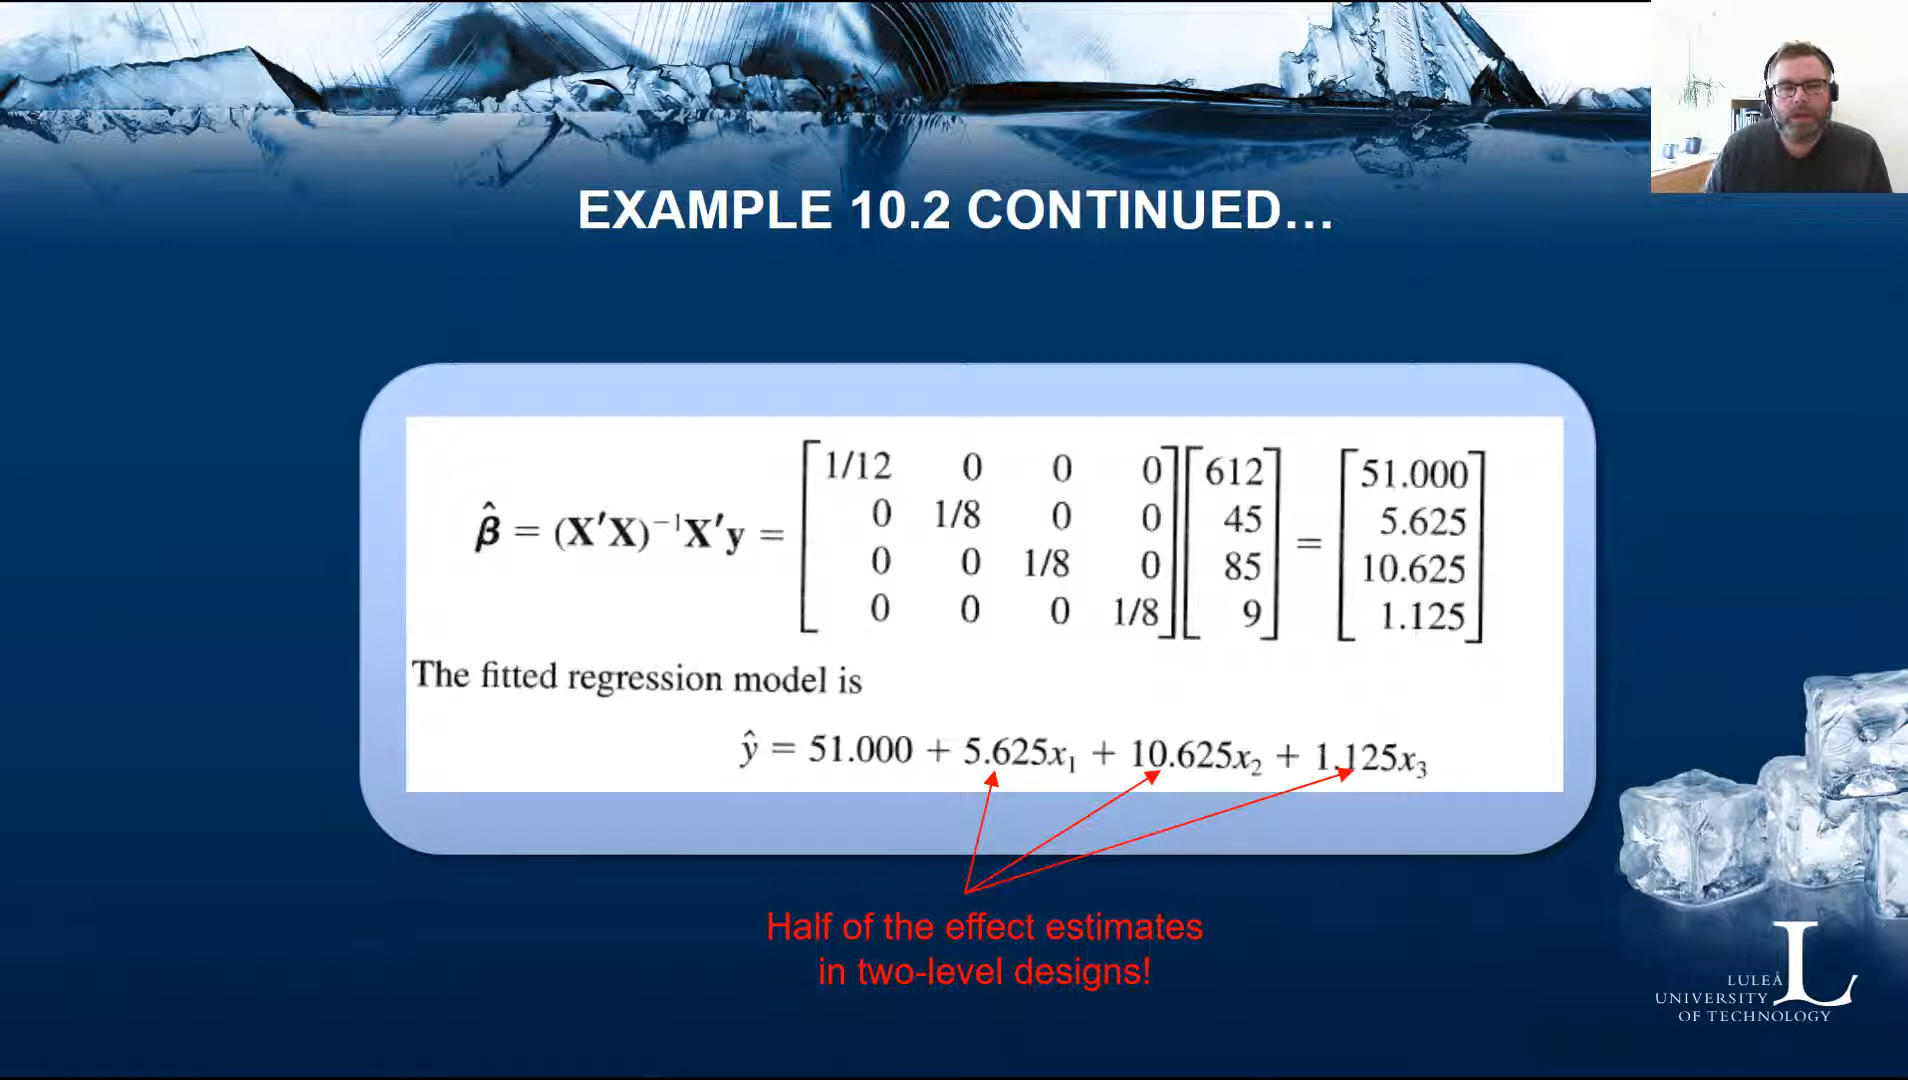 EXAMPLE 10.2 CONTINUED...
β̂ = (X′X)⁻¹X′y = [1/12 0 0 0; 0 1/8 0 0; 0 0 1/8 0; 0 0 0 1/8] [612; 45; 85; 9] = [51.000; 5.625; 10.625; 1.125]
The fitted regression model is
ŷ = 51.000 + 5.625x₁ + 10.625x₂ + 1.125x₃
Half of the effect estimates
in two-level designs!
LULEÅ
UNIVERSITY
OF TECHNOLOGY
L